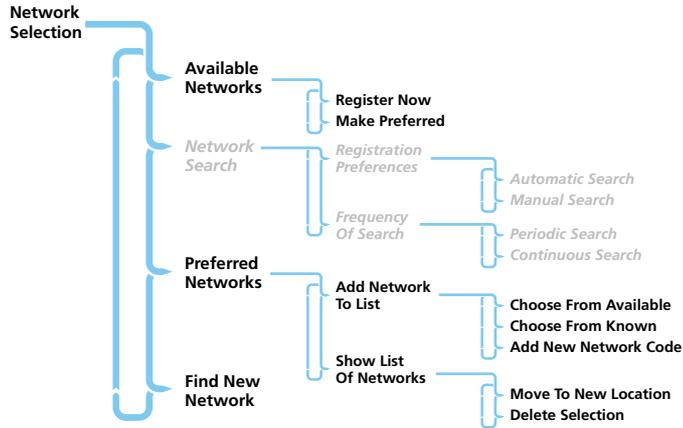 Network
Selection
Available
Networks
Register Now
Make Preferred
Network
Search
Registration
Preferences
Automatic Search
Manual Search
Frequency
Of Search
Periodic Search
Continuous Search
Preferred
Networks
Add Network
To List
Choose From Available
Choose From Known
Add New Network Code
Show List
Of Networks
Move To New Location
Delete Selection
Find New
Network